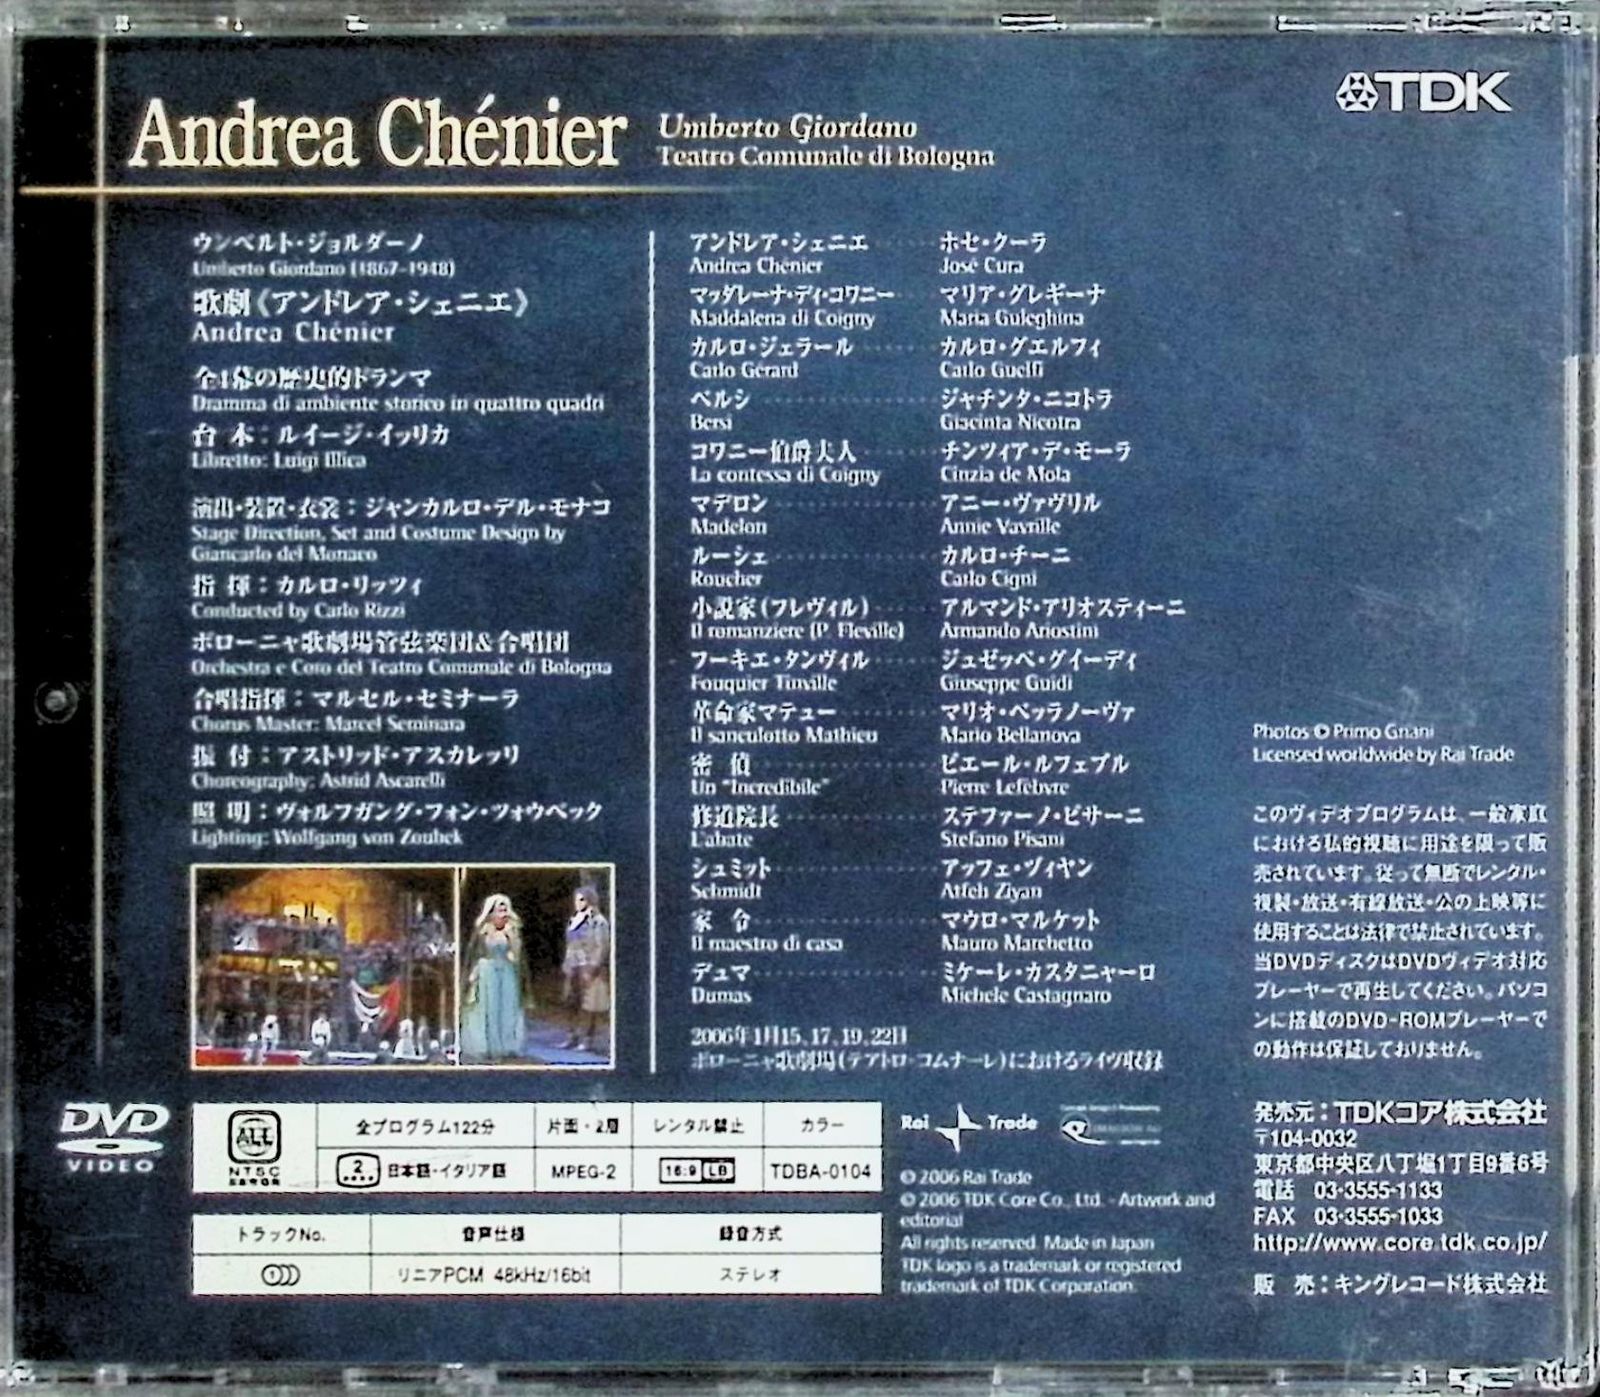 TDK
Andrea Chénier
Umberto Giordano
Teatro Comunale di Bologna
ウンベルト・ジョルダーノ
Umberto Giordano (1867-1948)
歌劇《アンドレア・シェニエ》
Andrea Chénier
全4幕の歴史的ドランマ
Dramma di ambiente storico in quattro quadri
台 本：ルイージ・イッリカ
Libretto: Luigi Illica
演出・装置・衣裳：ジャンカルロ・デル・モナコ
Stage Direction, Set and Costume Design by
Giancarlo del Monaco
指 揮：カルロ・リッツィ
Conducted by Carlo Rizzi
ボローニャ歌劇場管弦楽団&合唱団
Orchestra e Coro del Teatro Comunale di Bologna
合唱指揮：マルセル・セミナーラ
Chorus Master: Marcel Seminara
振 付：アストリッド・アスカレッリ
Choreography: Astrid Ascarelli
照 明：ヴォルフガング・フォン・ツォウベック
Lighting: Wolfgang von Zoubek
アンドレア・シェニエ ホセ・クーラ
Andrea Chénier José Cura
マッダレーナ・ディ・コワニー マリア・グレギーナ
Maddalena di Coigny Maria Guleghina
カルロ・ジェラール カルロ・グエルフィ
Carlo Gérard Carlo Guelfi
ベルシ ジャチンタ・ニコトラ
Bersi Giacinta Nicotra
コワニー伯爵夫人 チンツィア・デ・モーラ
La contessa di Coigny Cinzia de Mola
マデロン アニー・ヴァヴリル
Madelon Annie Vavrille
ルーシェ カルロ・チーニ
Roucher Carlo Cigni
小説家(フレヴィル) アルマンド・アリオスティーニ
Il romanziere (P. Fleville) Armando Ariostini
フーキエ・タンヴィル ジュゼッペ・グイーディ
Fouquier Tinville Giuseppe Guidi
革命家マテュー マリオ・ベッラノーヴァ
Il sanculotto Mathieu Mario Bellanova
密 偵 ピエール・ルフェブル
Un "Incredibile" Pierre Lefebvre
修道院長 ステファーノ・ピサーニ
L'abate Stefano Pisani
シュミット アッフェ・ヅィヤン
Schmidt Atfeh Ziyan
家 令 マウロ・マルケット
Il maestro di casa Mauro Marchetto
デュマ ミケーレ・カスタニャーロ
Dumas Michele Castagnaro
2006年1月15、17、19、22日
ボローニャ歌劇場(テアトロ・コムナーレ)におけるライヴ収録
Photos © Primo Gnani
Licensed worldwide by Rai Trade
このヴィデオプログラムは、一般家庭
における私的視聴に用途を限って販
売されています。従って無断でレンタル・
複製・放送・有線放送・公の上映等に
使用することは法律で禁止されています。
当DVDディスクはDVDヴィデオ対応
プレーヤーで再生してください。パソコ
ンに搭載のDVD-ROMプレーヤーで
の動作は保証しておりません。
DVD
VIDEO
ALL
NTSC
日本市場向
全プログラム122分 片面・2層 レンタル禁止 カラー
2 日本語・イタリア語 MPEG-2 16:9 LB TDBA-0104
トラックNo. 音声仕様 録音方式
① リニアPCM 48kHz/16bit ステレオ
Rai Trade
© 2006 Rai Trade
© 2006 TDK Core Co., Ltd. - Artwork and
editorial
All rights reserved. Made in Japan
TDK logo is a trademark or registered
trademark of TDK Corporation.
発売元：TDKコア株式会社
〒104-0032
東京都中央区八丁堀1丁目9番6号
電話 03-3555-1133
FAX 03-3555-1033
http://www.core.tdk.co.jp/
販 売：キングレコード株式会社